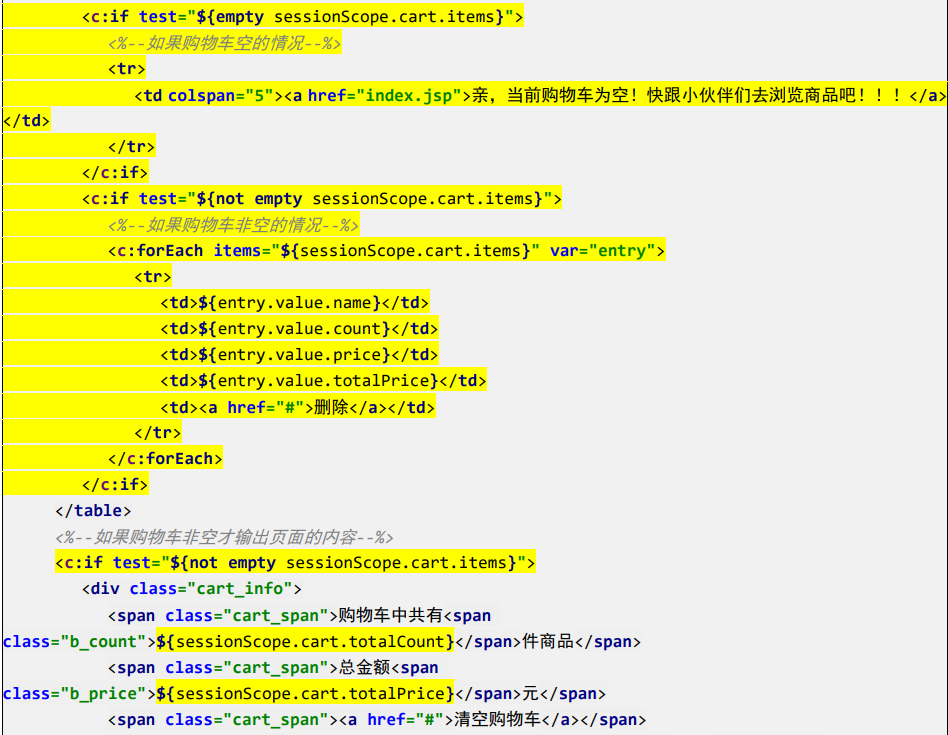 <c:if test="${empty sessionScope.cart.items}">
<%--如果购物车空的情况--%>
<tr>
<td colspan="5"><a href="index.jsp">亲，当前购物车为空！快跟小伙伴们去浏览商品吧！！！</a>
</td>
</tr>
</c:if>
<c:if test="${not empty sessionScope.cart.items}">
<%--如果购物车非空的情况--%>
<c:forEach items="${sessionScope.cart.items}" var="entry">
<tr>
<td>${entry.value.name}</td>
<td>${entry.value.count}</td>
<td>${entry.value.price}</td>
<td>${entry.value.totalPrice}</td>
<td><a href="#">删除</a></td>
</tr>
</c:forEach>
</c:if>
</table>
<%--如果购物车非空才输出页面的内容--%>
<c:if test="${not empty sessionScope.cart.items}">
<div class="cart_info">
<span class="cart_span">购物车中共有<span
class="b_count">${sessionScope.cart.totalCount}</span>件商品</span>
<span class="cart_span">总金额<span
class="b_price">${sessionScope.cart.totalPrice}</span>元</span>
<span class="cart_span"><a href="#">清空购物车</a></span>